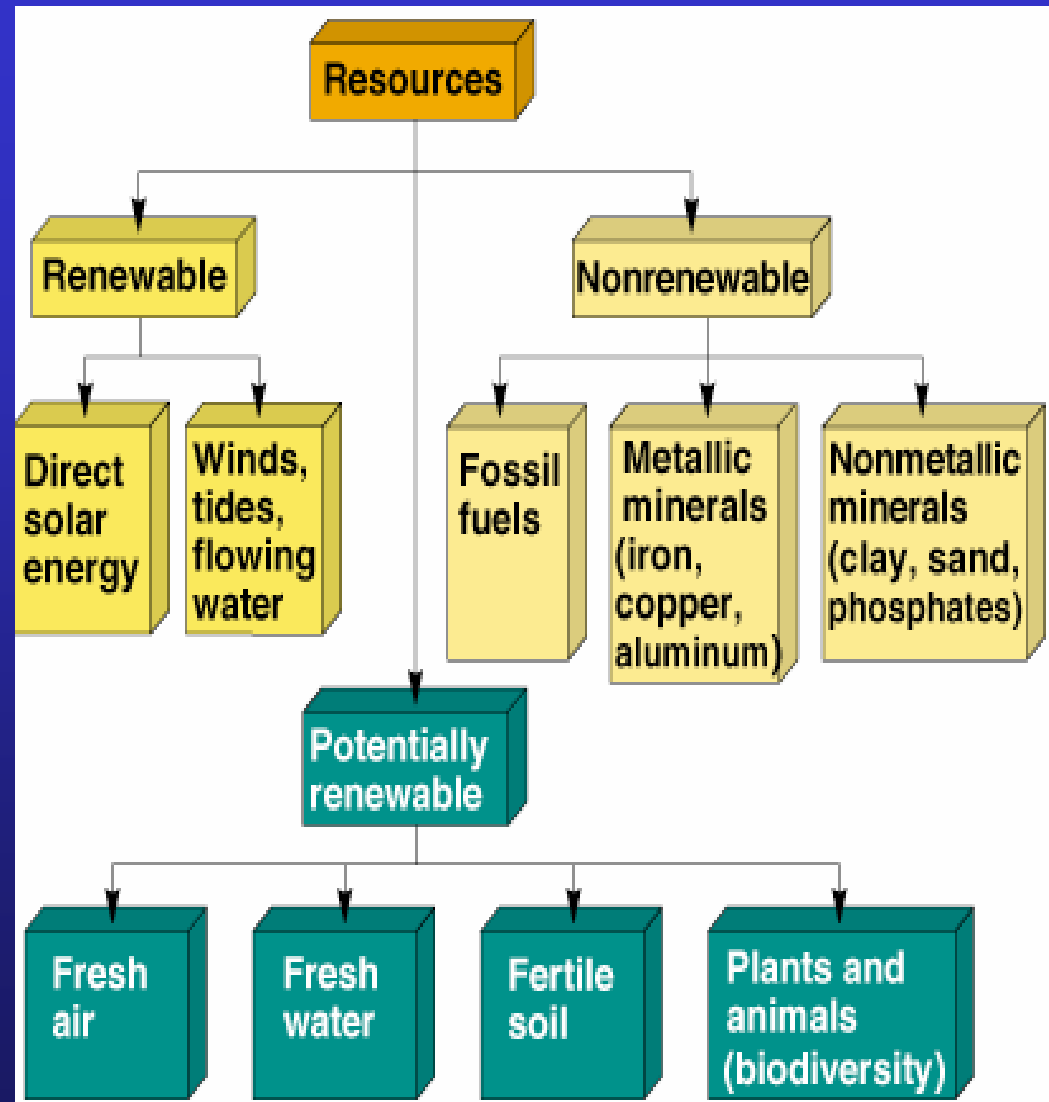 Resources
Renewable
Nonrenewable
Direct
solar
energy
Winds,
tides,
flowing
water
Fossil
fuels
Metallic
minerals
(iron,
copper,
aluminum)
Nonmetallic
minerals
(clay, sand,
phosphates)
Potentially
renewable
Fresh
air
Fresh
water
Fertile
soil
Plants and
animals
(biodiversity)